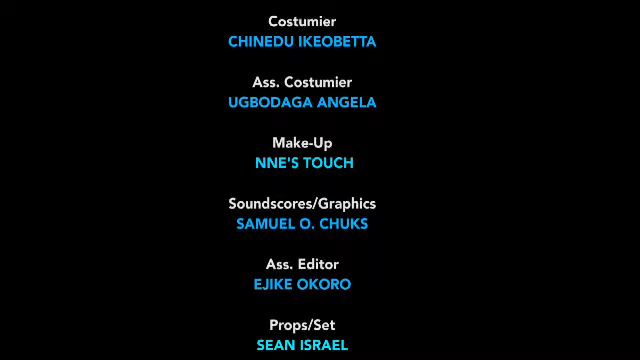 Costumier
CHINEDU IKEOBETTA
Ass. Costumier
UGBODAGA ANGELA
Make-Up
NNE'S TOUCH
Soundscores/Graphics
SAMUEL O. CHUKS
Ass. Editor
EJIKE OKORO
Props/Set
SEAN ISRAEL